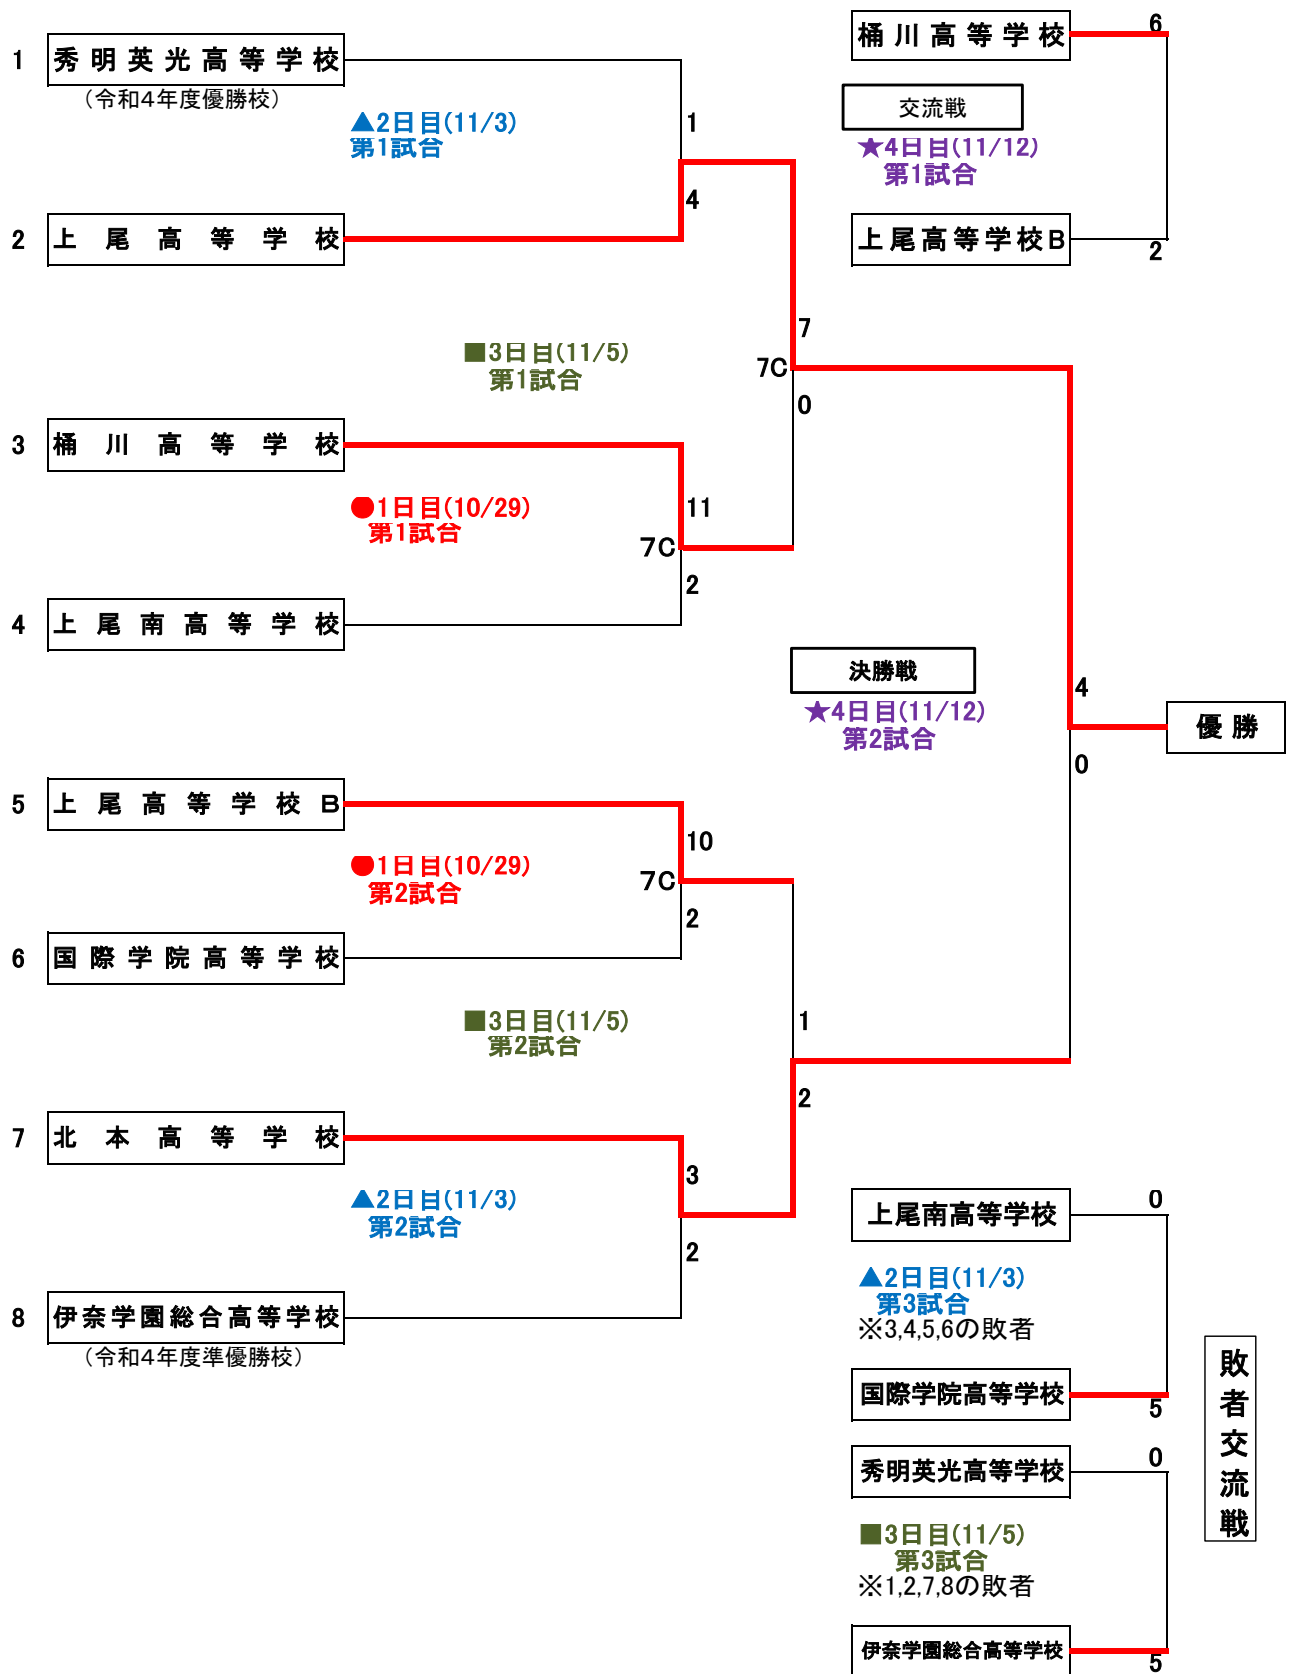 1 秀明英光高等学校
（令和4年度優勝校）
▲2日目(11/3)
第1試合
1
4
2 上尾高等学校
■3日目(11/5)
第1試合
7
7C
0
3 桶川高等学校
●1日目(10/29)
第1試合
11
7C
2
4 上尾南高等学校
決勝戦
★4日目(11/12)
第2試合
4
優勝
0
5 上尾高等学校B
●1日目(10/29)
第2試合
10
7C
2
6 国際学院高等学校
■3日目(11/5)
第2試合
1
2
7 北本高等学校
▲2日目(11/3)
第2試合
3
2
8 伊奈学園総合高等学校
（令和4年度準優勝校）
桶川高等学校
6
交流戦
★4日目(11/12)
第1試合
上尾高等学校B
2
上尾南高等学校
0
▲2日目(11/3)
第3試合
※3,4,5,6の敗者
国際学院高等学校
5
秀明英光高等学校
0
■3日目(11/5)
第3試合
※1,2,7,8の敗者
伊奈学園総合高等学校
5
敗者交流戦